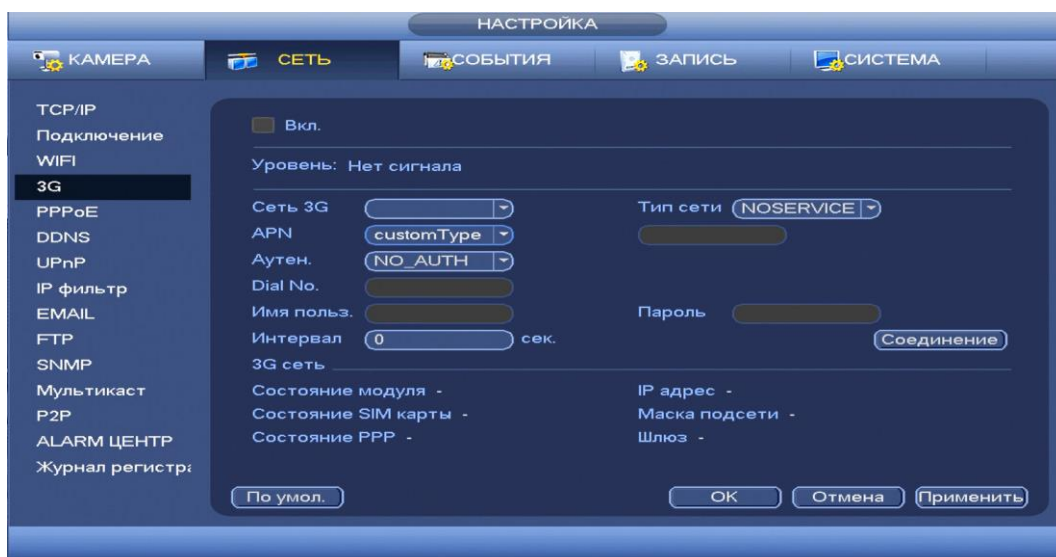 НАСТРОЙКА
КАМЕРА СЕТЬ СОБЫТИЯ ЗАПИСЬ СИСТЕМА
TCP/IP
Подключение
WIFI
3G
PPPoE
DDNS
UPnP
IP фильтр
EMAIL
FTP
SNMP
Мультикаст
P2P
ALARM ЦЕНТР
Журнал регистра
Вкл.
Уровень: Нет сигнала
Сеть 3G Тип сети NOSERVICE
APN customType
Аутен. NO_AUTH
Dial No.
Имя польз. Пароль
Интервал 0 сек. Соединение
3G сеть
Состояние модуля - IP адрес -
Состояние SIM карты - Маска подсети -
Состояние PPP - Шлюз -
По умол. OK Отмена Применить